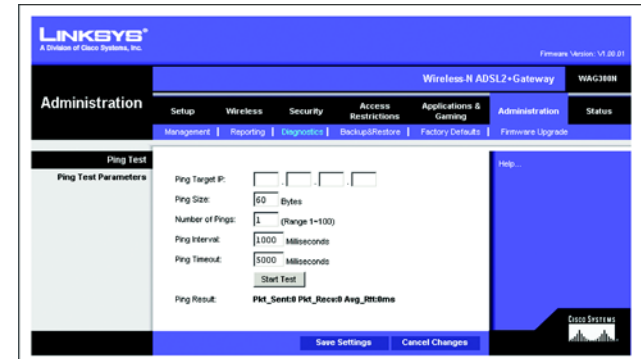 LINKSYS®
A Division of Cisco Systems, Inc.
Firmware Version: V1.00.01
Wireless-N ADSL2+Gateway WAG300N
Administration
Setup Wireless Security Access Restrictions Applications & Gaming Administration Status
Management | Reporting | Diagnostics | Backup&Restore | Factory Defaults | Firmware Upgrade
Ping Test
Ping Test Parameters
Help...
Ping Target IP: . . .
Ping Size: 60 Bytes
Number of Pings: 1 (Range 1~100)
Ping Interval: 1000 Milliseconds
Ping Timeout: 5000 Milliseconds
Start Test
Ping Result: Pkt_Sent:0 Pkt_Recv:0 Avg_Rtt:0ms
Save Settings Cancel Changes
CISCO SYSTEMS